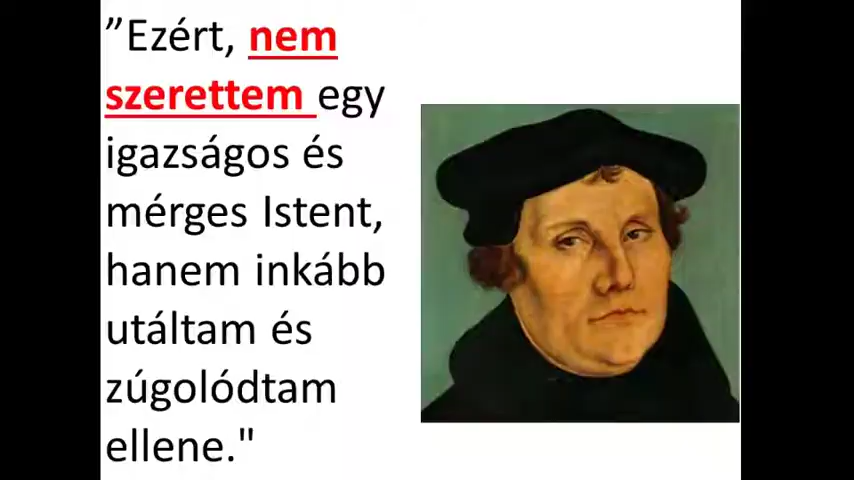 ”Ezért, nem
szerettem egy
igazságos és
mérges Istent,
hanem inkább
utáltam és
zúgolódtam
ellene."